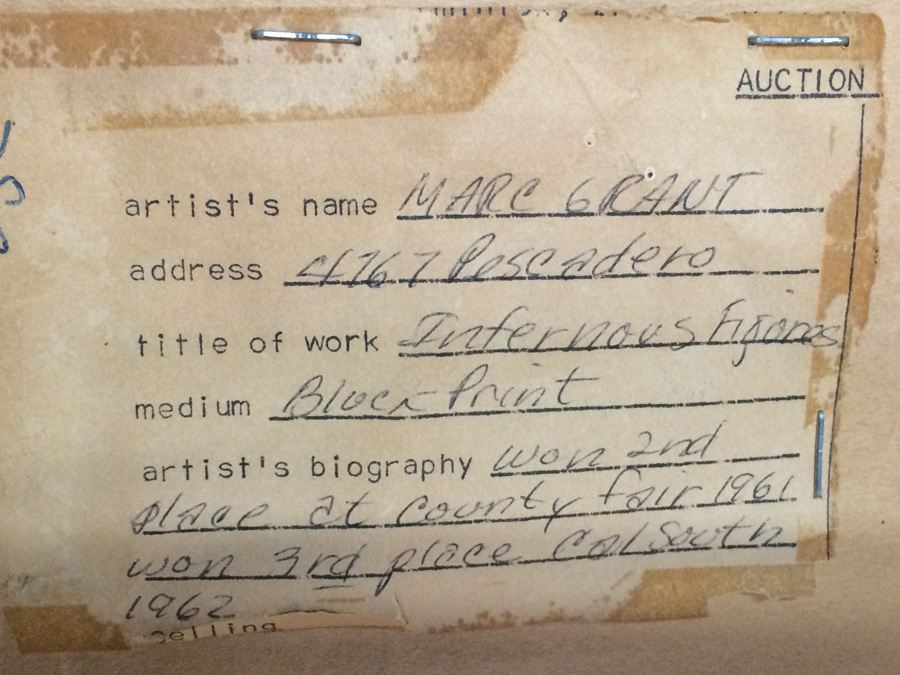 AUCTION
artist's name MARC GRANT
address 4767 Pescadero
title of work Infernous Figures
medium Block Print
artist's biography won 2nd
place at county fair 1961
won 3rd place Cal South
1962